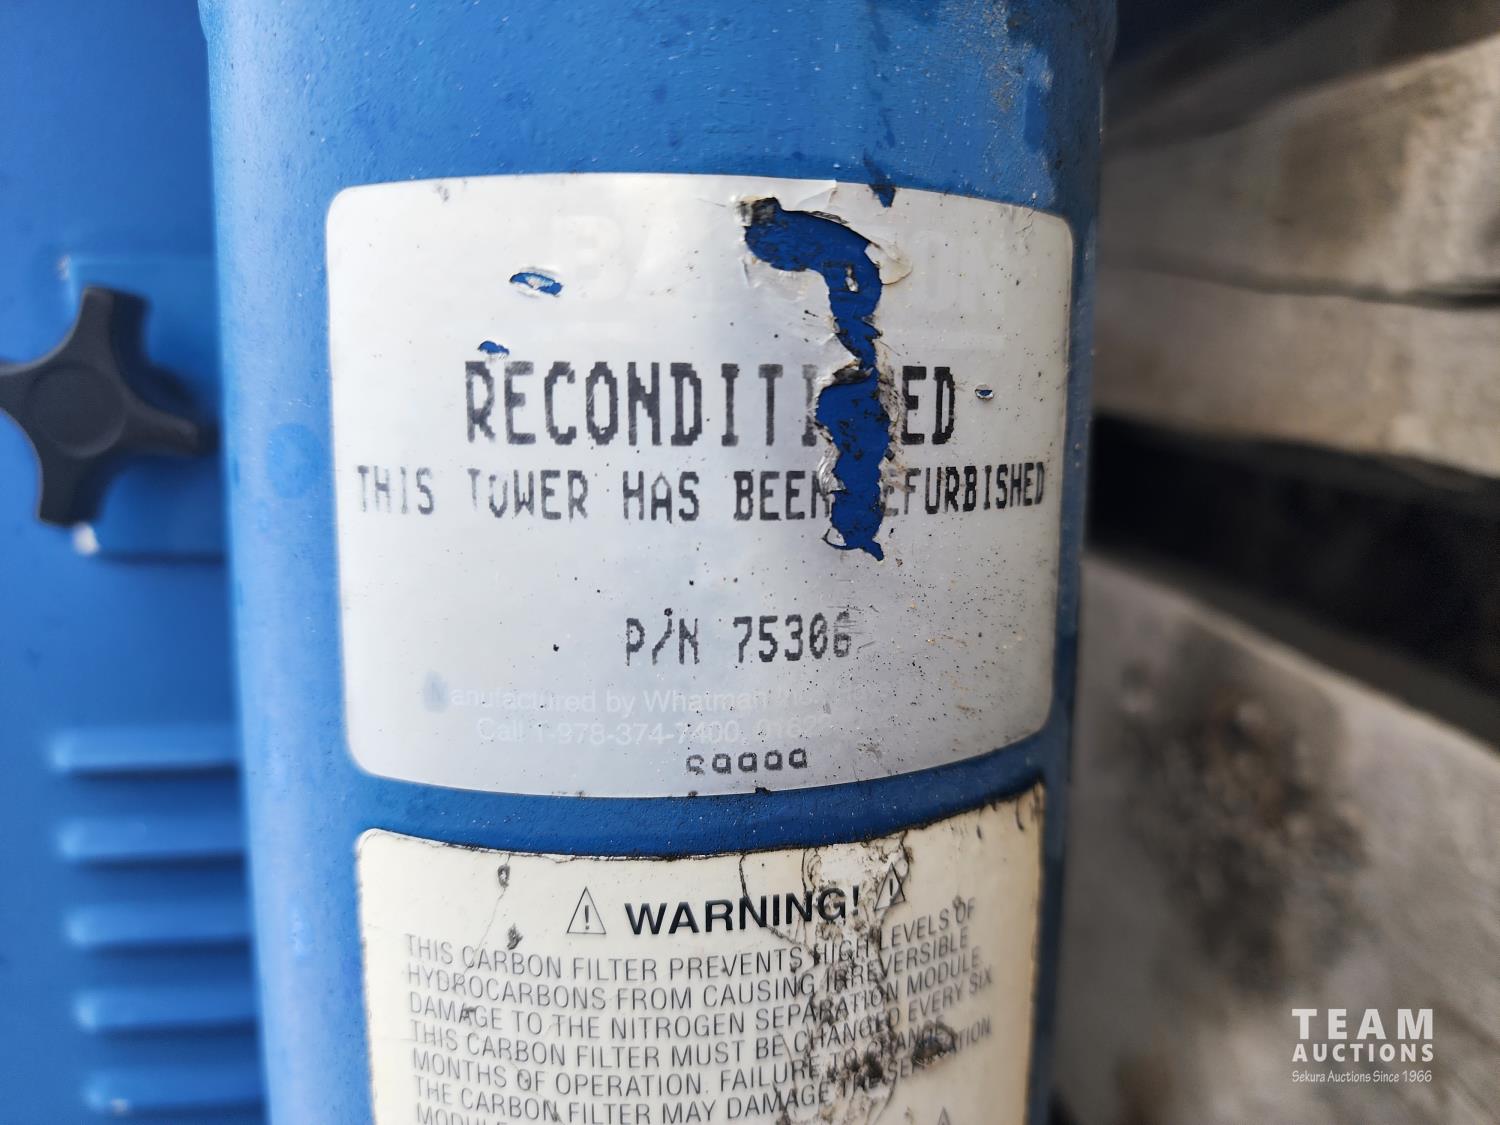 RECONDITI ED
THIS TOWER HAS BEEN EFURBISHED
P/N 75306
Manufactured by Whatman Inc.
Call 1-978-374-7400
⚠ WARNING! ⚠
THIS CARBON FILTER PREVENTS HIGH LEVELS OF
HYDROCARBONS FROM CAUSING IRREVERSIBLE
DAMAGE TO THE NITROGEN SEPARATION MODULE.
THIS CARBON FILTER MUST BE CHANGED EVERY SIX
MONTHS OF OPERATION. FAILURE TO CHANGE
THE CARBON FILTER MAY DAMAGE THE SEPARATION
TEAM
AUCTIONS
Sekura Auctions Since 1966